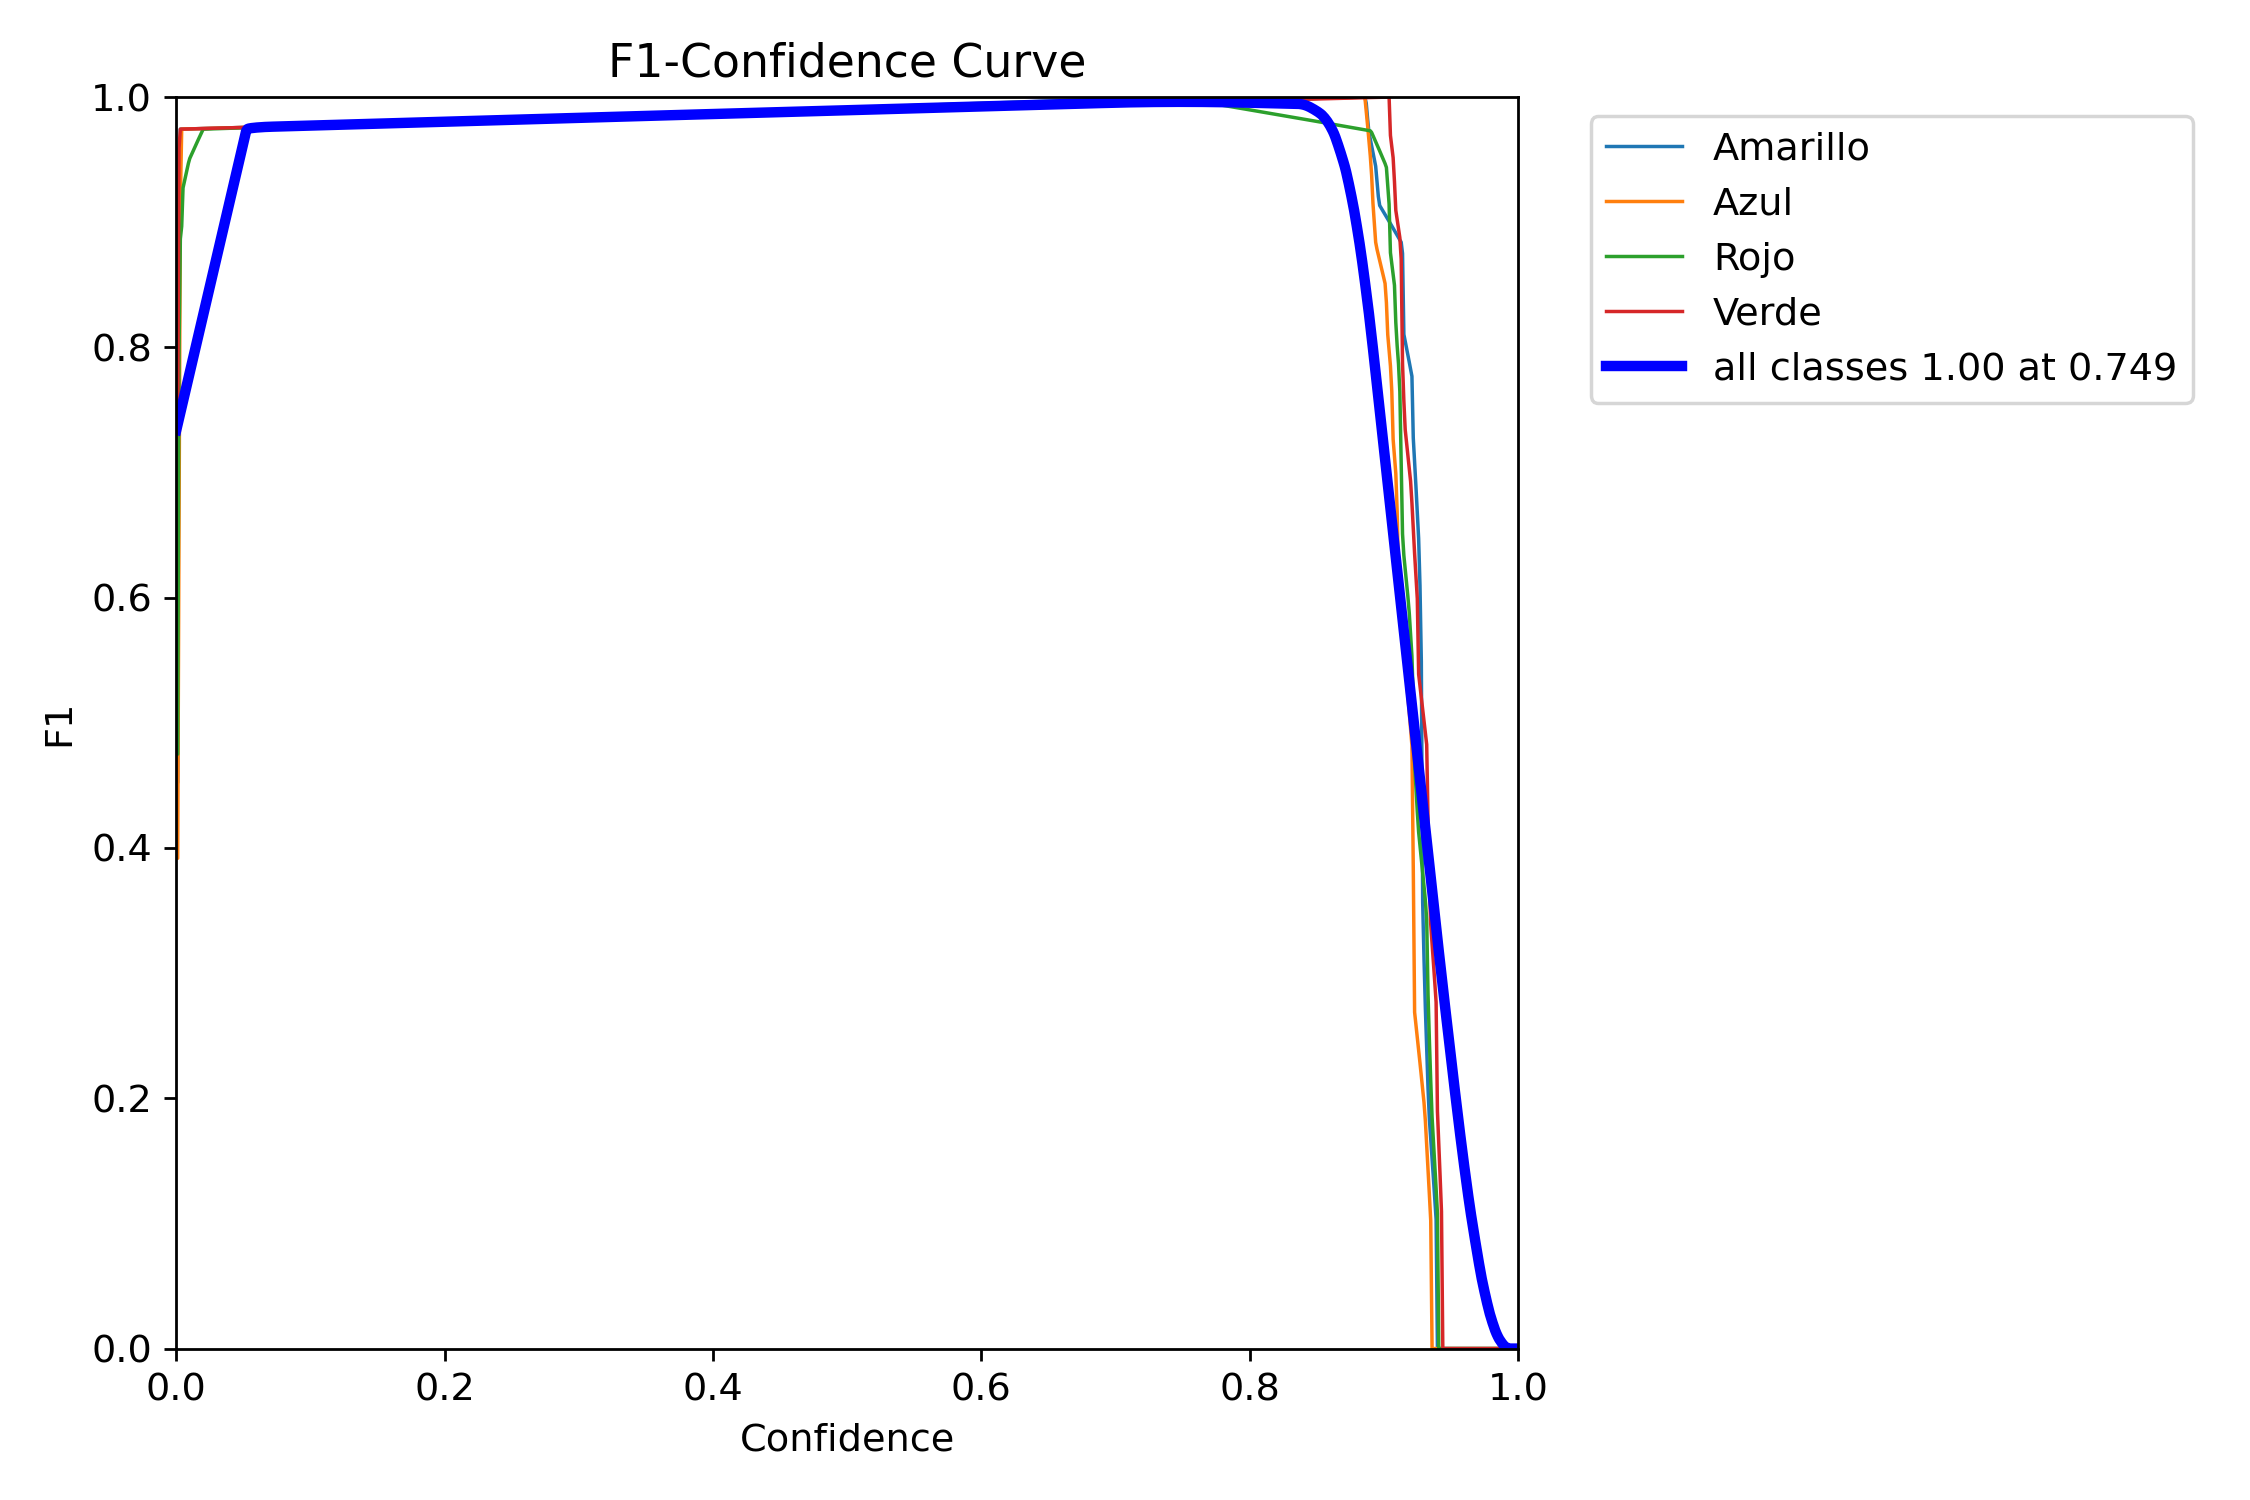 F1-Confidence Curve
1.0
0.8
0.6
0.4
0.2
0.0
F1
0.0 0.2 0.4 0.6 0.8 1.0
Confidence
Amarillo
Azul
Rojo
Verde
all classes 1.00 at 0.749